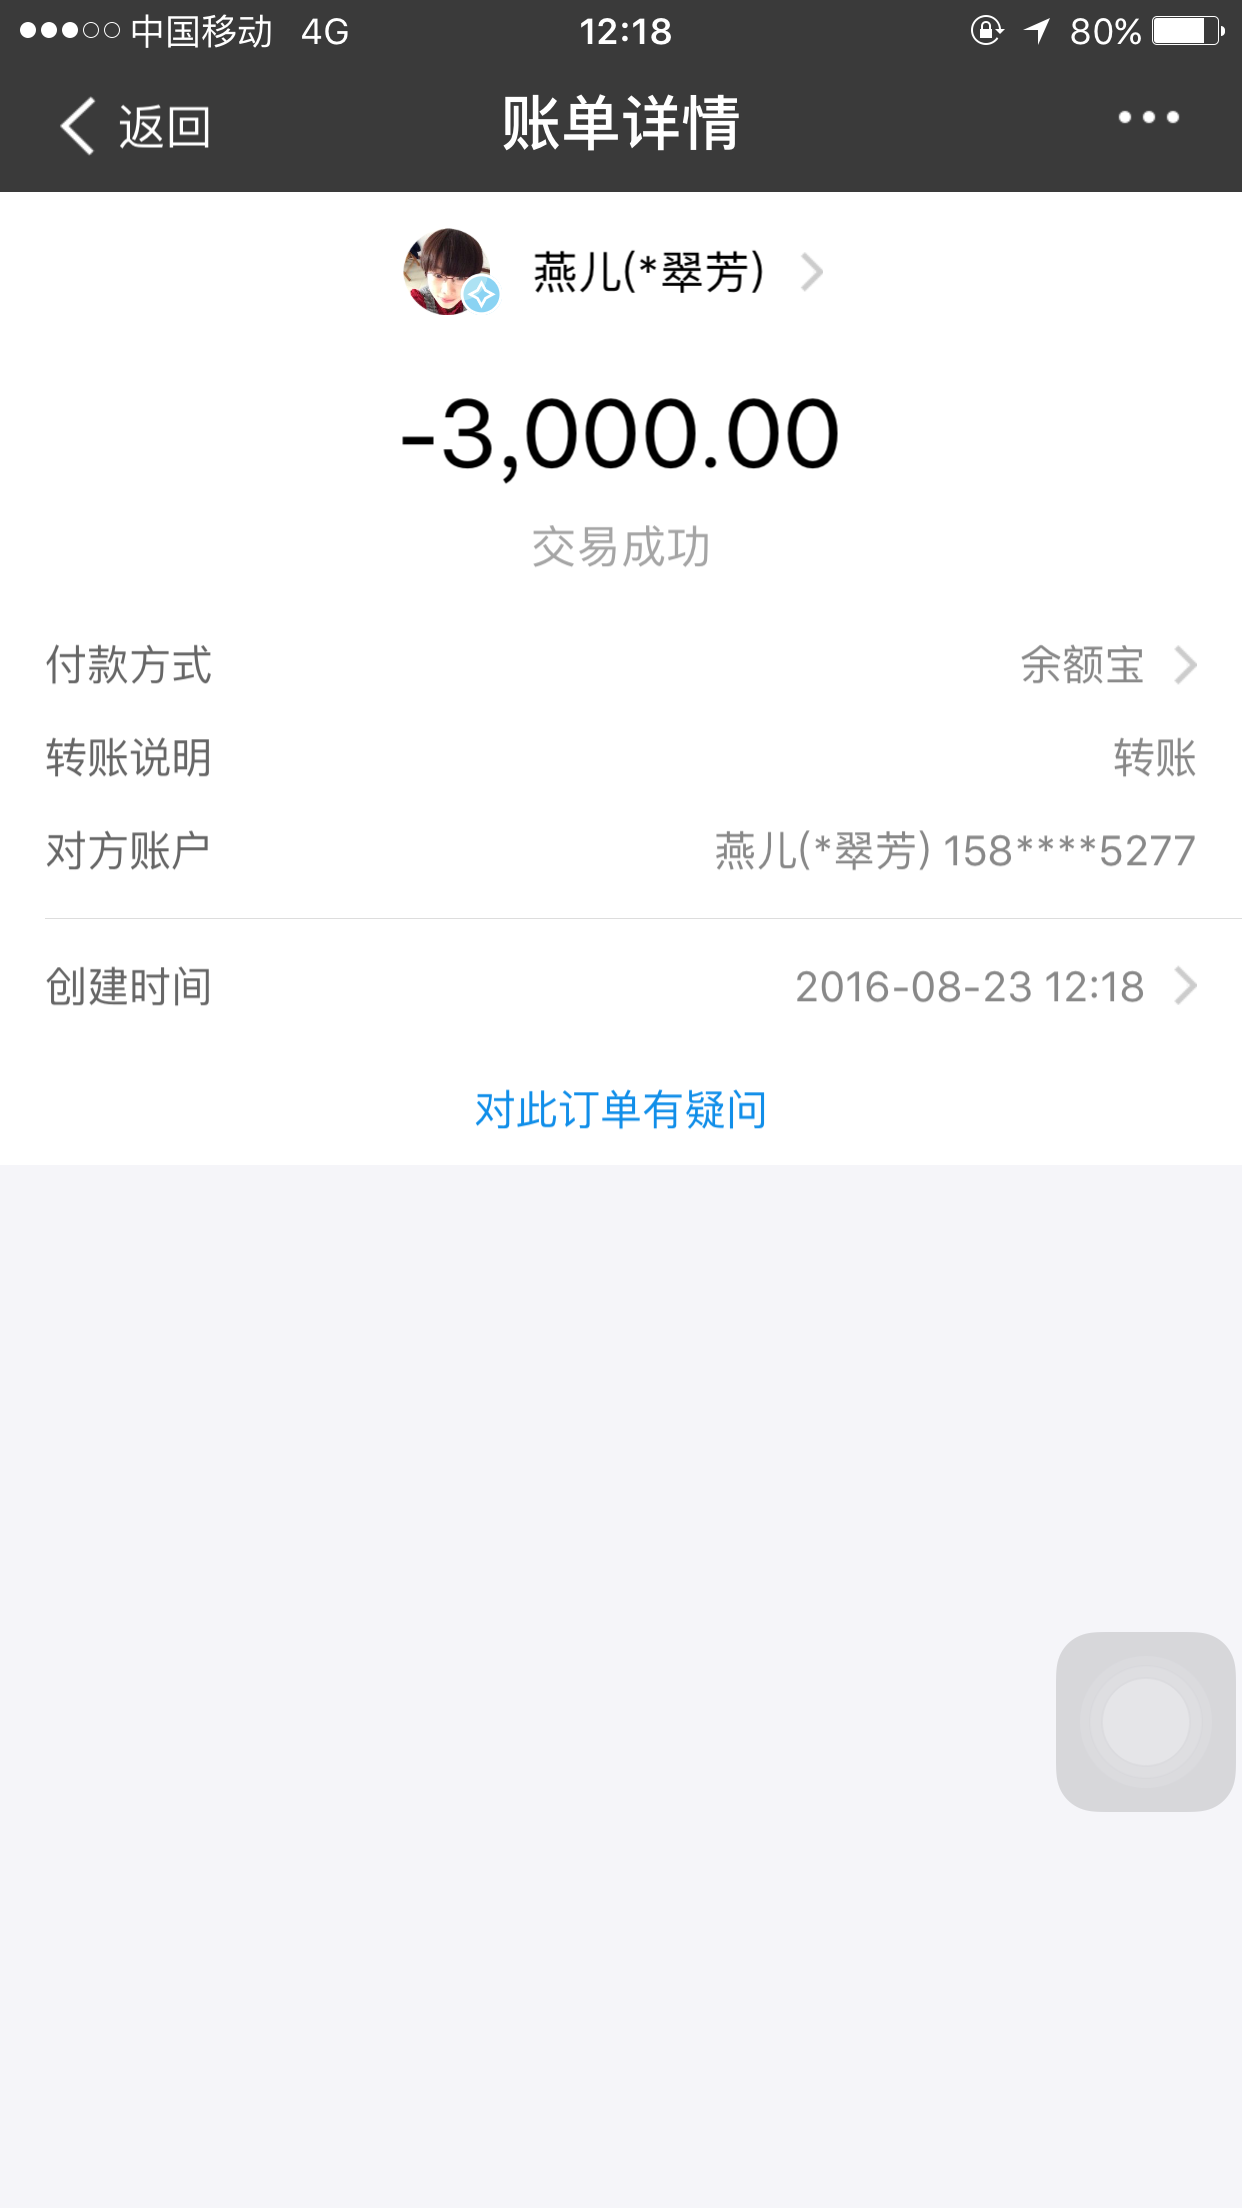 中国移动 4G 12:18 80%
返回 账单详情
燕儿(*翠芳)
-3,000.00
交易成功
付款方式 余额宝
转账说明 转账
对方账户 燕儿(*翠芳) 158****5277
创建时间 2016-08-23 12:18
对此订单有疑问